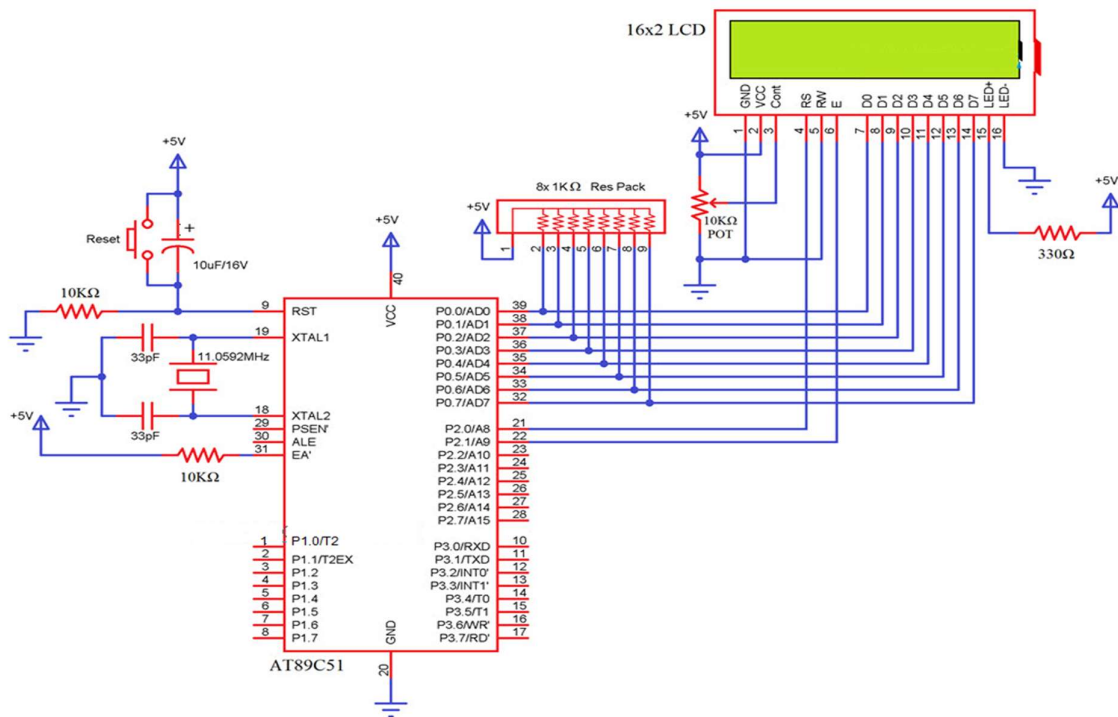 16x2 LCD
GND
VCC
Cont
RS
RW
E
D0
D1
D2
D3
D4
D5
D6
D7
LED+
LED-
1
2
3
4
5
6
7
8
9
10
11
12
13
14
15
16
+5V
10KΩ
POT
+5V
330Ω
8x 1KΩ Res Pack
+5V
1
2
3
4
5
6
7
8
9
+5V
Reset
+
10uF/16V
10KΩ
33pF
11.0592MHz
33pF
+5V
10KΩ
+5V
40
VCC
9 RST
19 XTAL1
18 XTAL2
29 PSEN'
30 ALE
31 EA'
1 P1.0/T2
2 P1.1/T2EX
3 P1.2
4 P1.3
5 P1.4
6 P1.5
7 P1.6
8 P1.7
P0.0/AD0 39
P0.1/AD1 38
P0.2/AD2 37
P0.3/AD3 36
P0.4/AD4 35
P0.5/AD5 34
P0.6/AD6 33
P0.7/AD7 32
P2.0/A8 21
P2.1/A9 22
P2.2/A10 23
P2.3/A11 24
P2.4/A12 25
P2.5/A13 26
P2.6/A14 27
P2.7/A15 28
P3.0/RXD 10
P3.1/TXD 11
P3.2/INT0' 12
P3.3/INT1' 13
P3.4/T0 14
P3.5/T1 15
P3.6/WR' 16
P3.7/RD' 17
GND
20
AT89C51